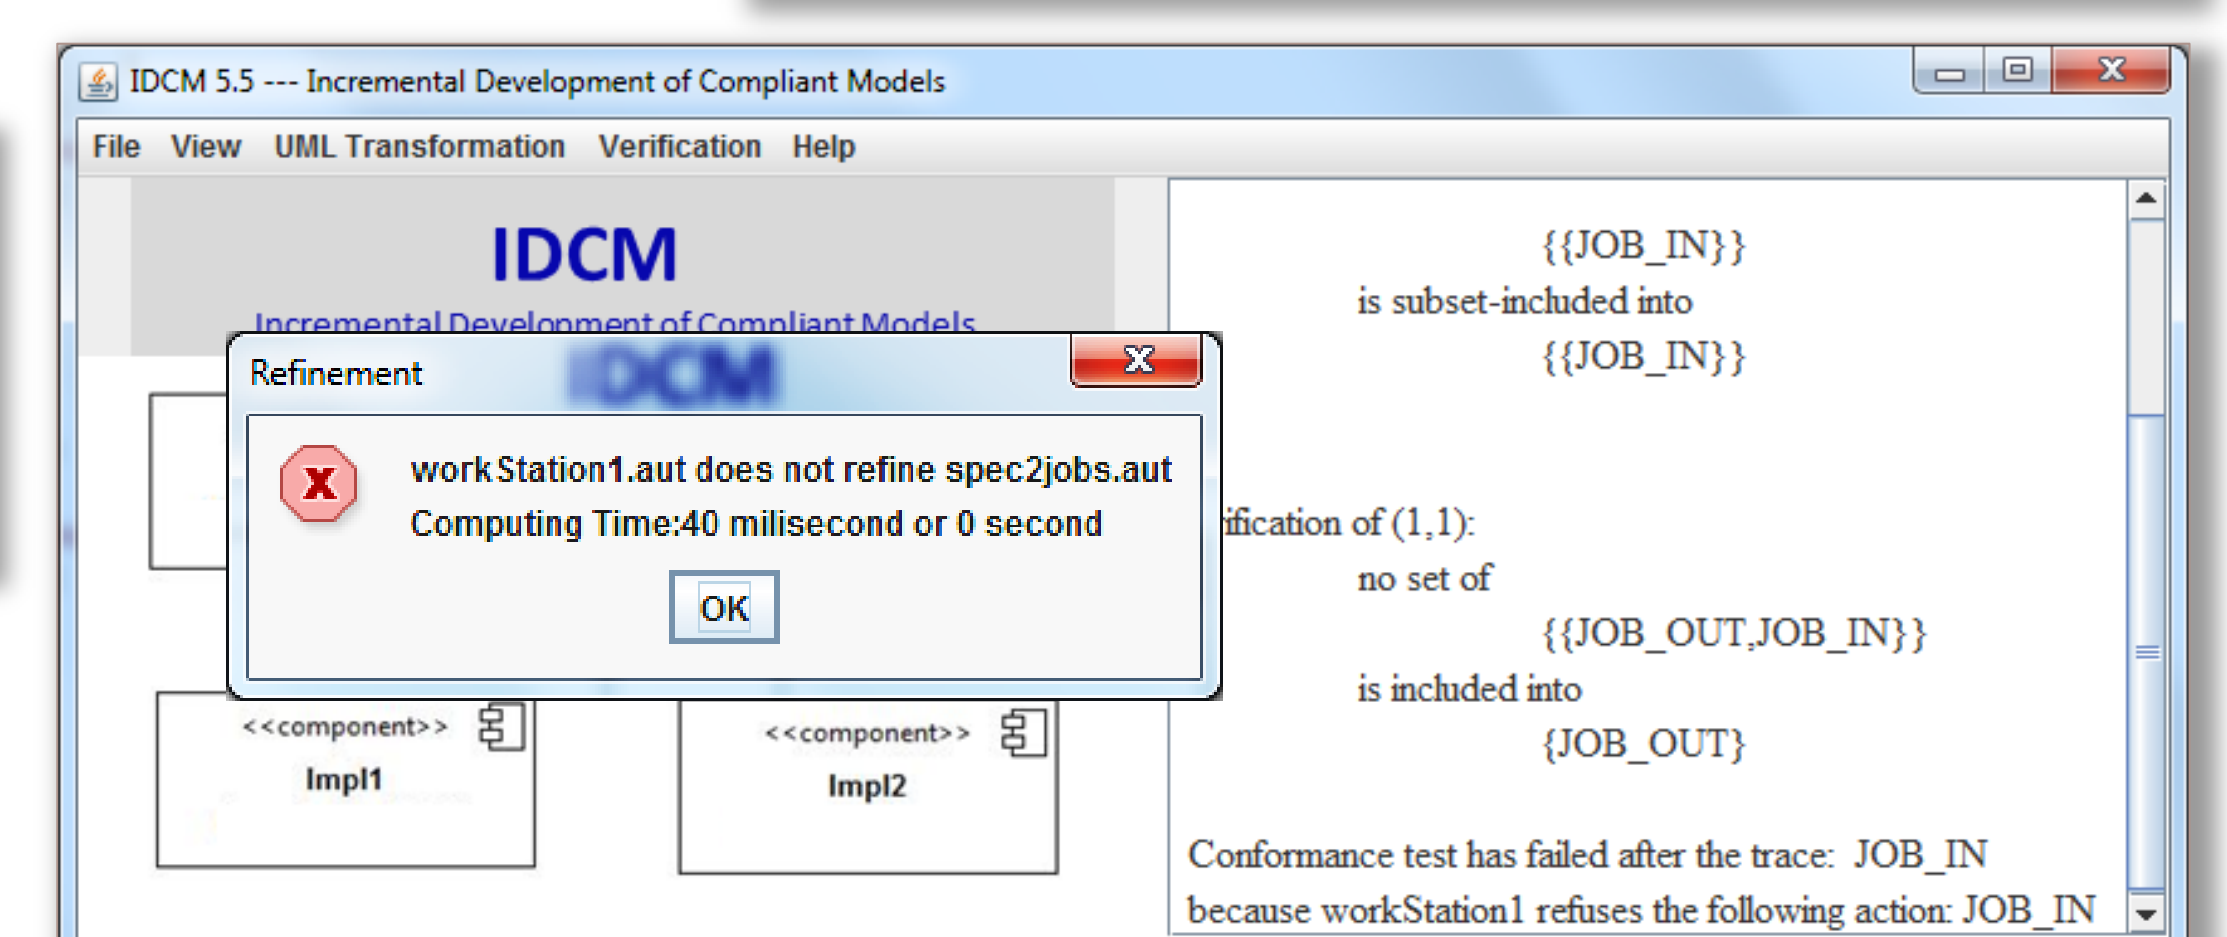 IDCM 5.5 --- Incremental Development of Compliant Models
File View UML Transformation Verification Help
IDCM
Incremental Development of Compliant Models
Refinement
IDCM
workStation1.aut does not refine spec2jobs.aut
Computing Time:40 milisecond or 0 second
OK
<<component>>
Impl1
<<component>>
Impl2
{{JOB_IN}}
is subset-included into
{{JOB_IN}}
ification of (1,1):
no set of
{{JOB_OUT,JOB_IN}}
is included into
{JOB_OUT}
Conformance test has failed after the trace: JOB_IN
because workStation1 refuses the following action: JOB_IN